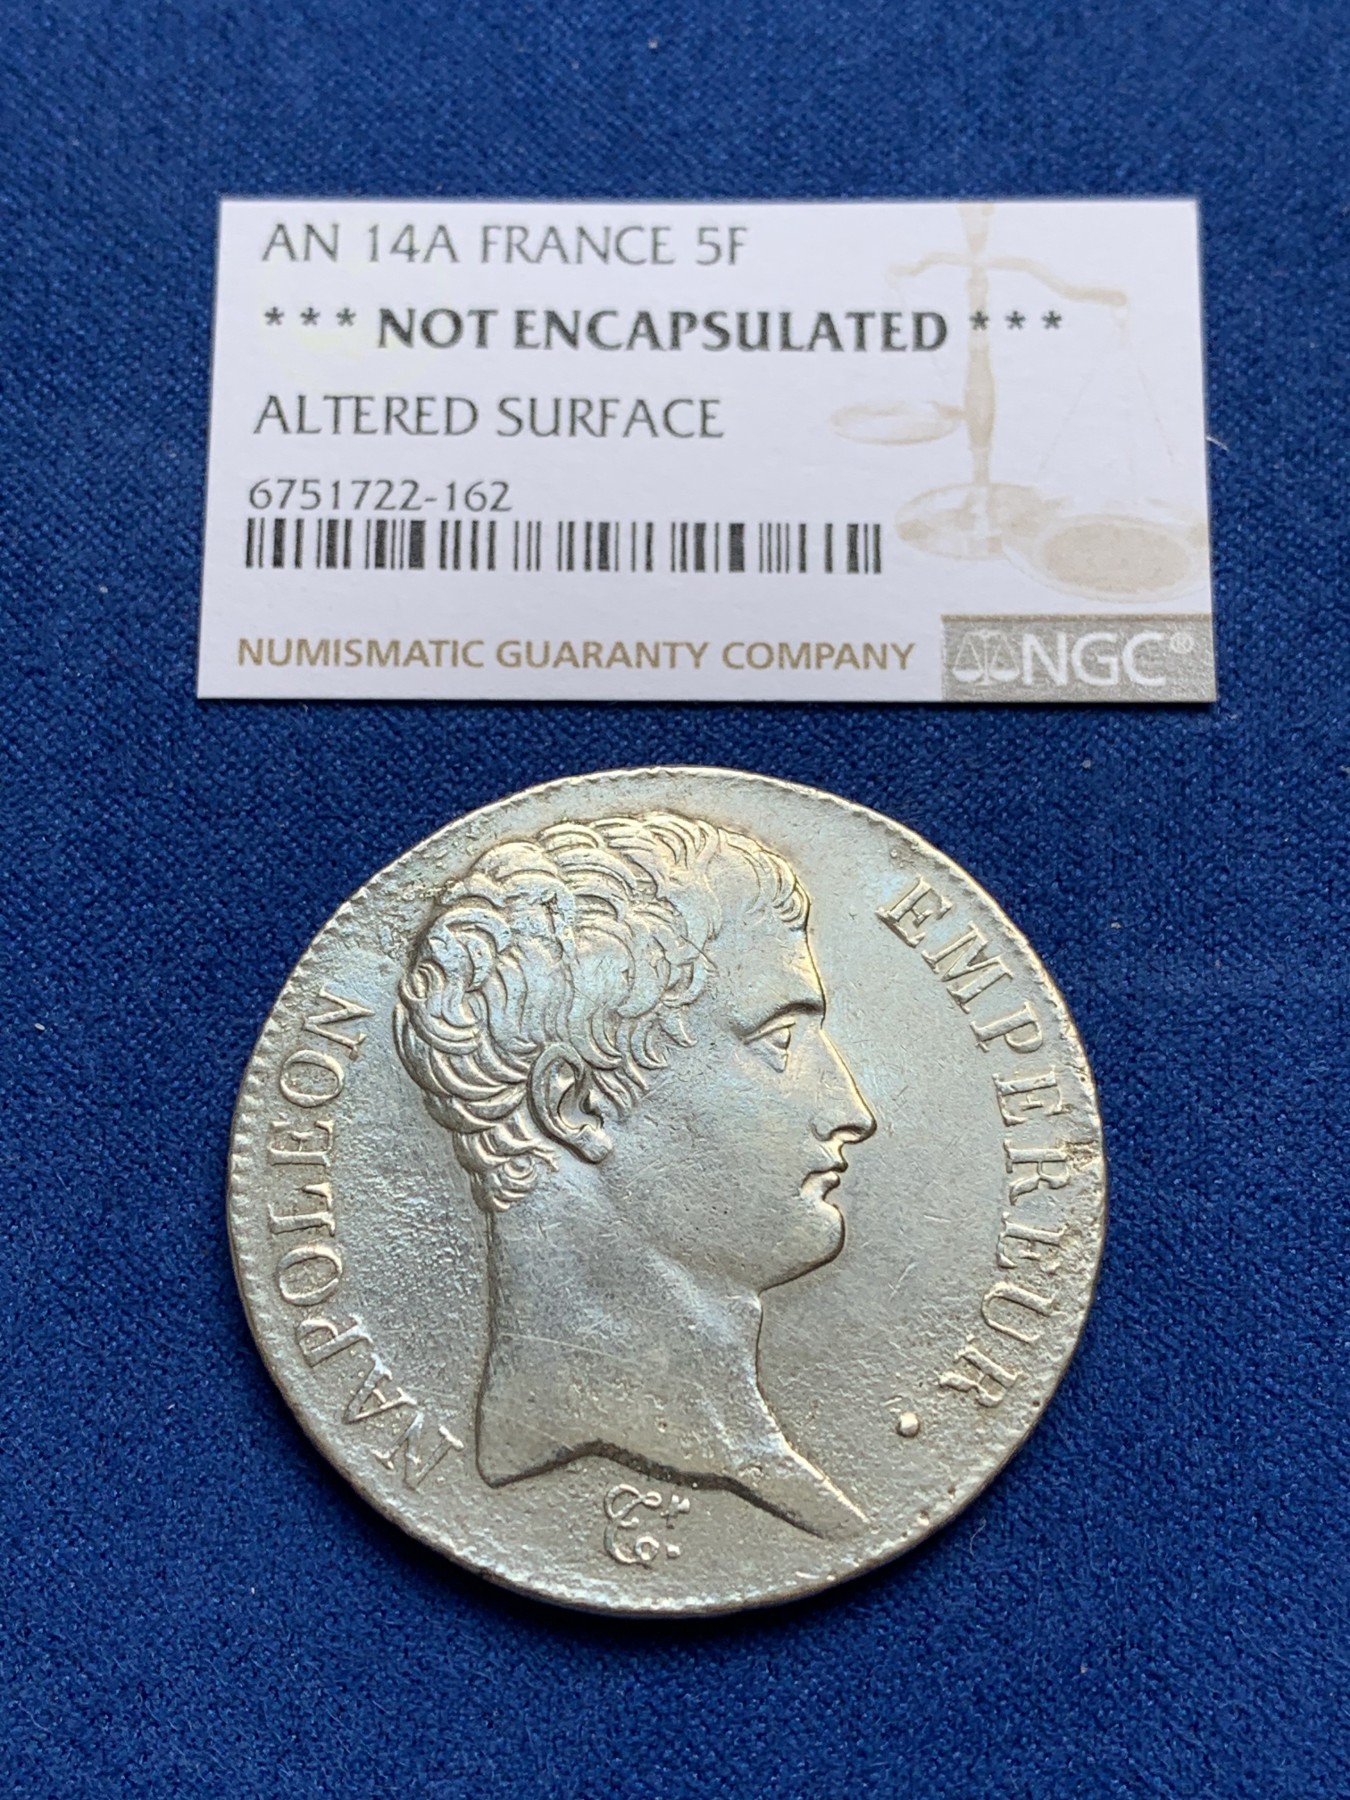 AN 14A FRANCE 5F
* * * NOT ENCAPSULATED * * *
ALTERED SURFACE
6751722-162
NUMISMATIC GUARANTY COMPANY
NGC®
NAPOLEON
EMPEREUR.